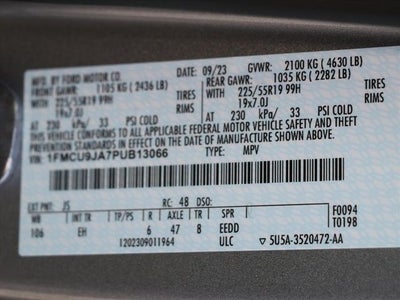 MFD. BY FORD MOTOR CO.
09/23 GVWR: 2100 KG ( 4630 LB)
FRONT GAWR: 1105 KG ( 2436 LB) REAR GAWR: 1035 KG ( 2282 LB)
225/55R19 99H TIRES 225/55R19 99H TIRES
19x7.0J RIMS 19x7.0J RIMS
AT 230 kPa/ 33 PSI COLD AT 230 kPa/ 33 PSI COLD
THIS VEHICLE CONFORMS TO ALL APPLICABLE FEDERAL MOTOR VEHICLE SAFETY AND THEFT
PREVENTION STANDARDS IN EFFECT ON THE DATE OF MANUFACTURE SHOWN ABOVE.
VIN: 1FMCU9JA7PUB13066 TYPE: MPV
EXT PNT: JS RC: 4B DSO: F0094
WB INT TR TP/PS R AXLE TR SPR T0198
106 EH 6 47 8 EEDD
1202309011964 ULC 5U5A-3520472-AA